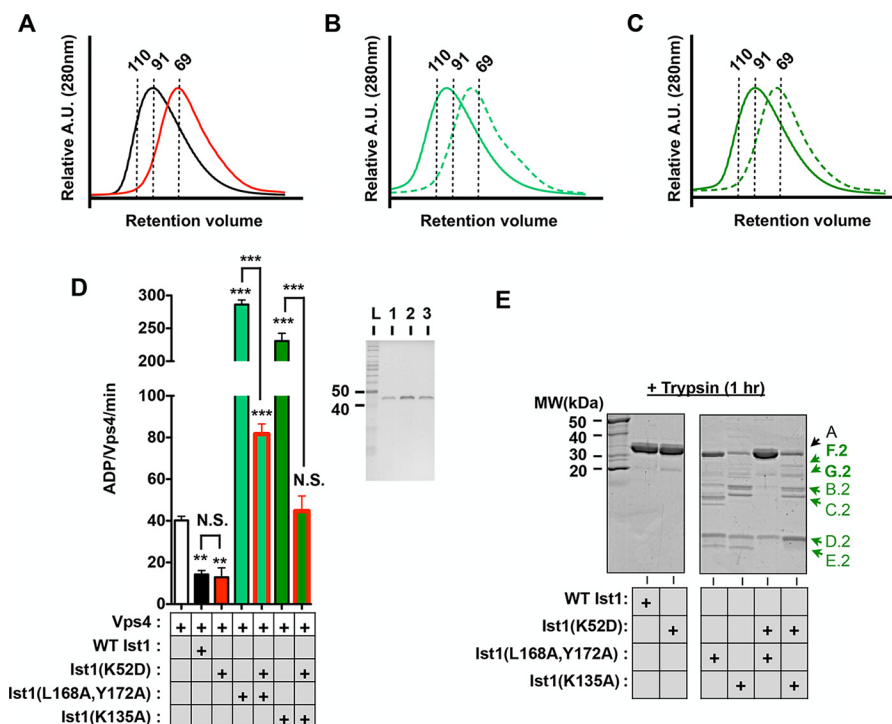 A
Relative A.U. (280nm)
110
91
69
Retention volume
B
Relative A.U. (280nm)
110
91
69
Retention volume
C
Relative A.U. (280nm)
110
91
69
Retention volume
D
ADP/Vps4/min
300
250
200
100
80
60
40
20
0
***
***
***
***
***
N.S.
N.S.
**
**
Vps4 : + + + + + + +
WT Ist1 : +
Ist1(K52D) : + + +
Ist1(L168A,Y172A) : + +
Ist1(K135A) : + +
L 1 2 3
50
40
E
+ Trypsin (1 hr)
MW(kDa)
50
40
30
20
A
F.2
G.2
B.2
C.2
D.2
E.2
WT Ist1: +
Ist1(K52D): + + +
Ist1(L168A,Y172A): + +
Ist1(K135A): + +